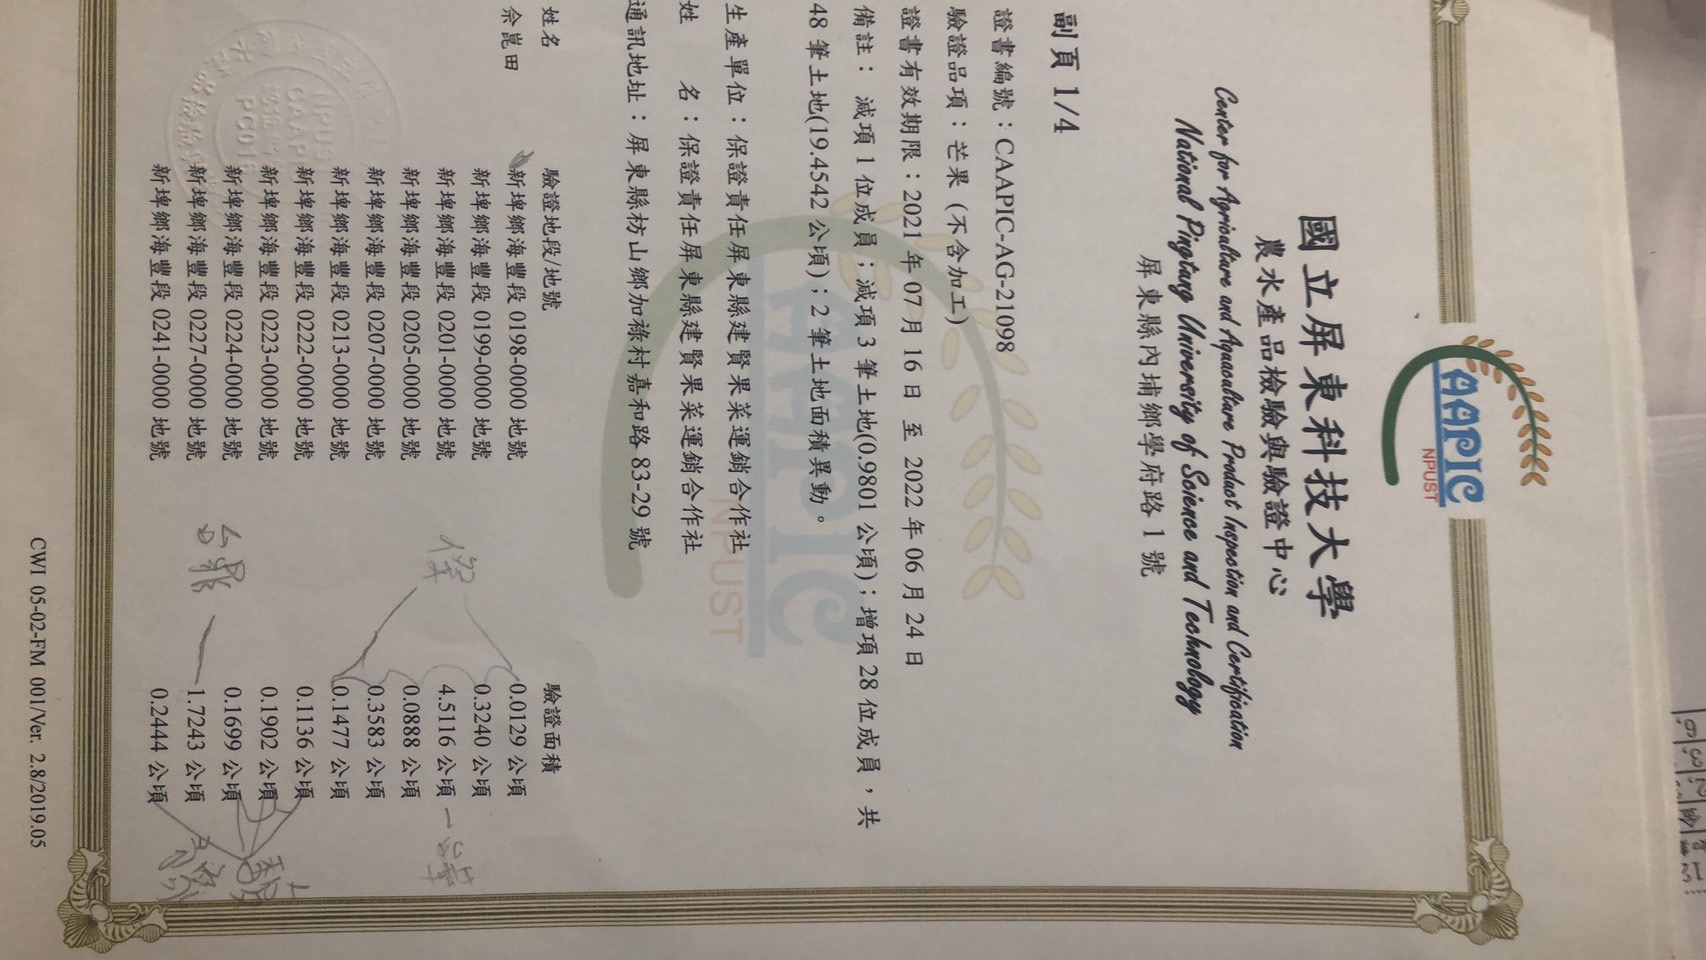 CAAPIC
NPUST
國立屏東科技大學
農水產品檢驗與驗證中心
Center for Agriculture and Aquaculture Product Inspection and Certification
National Pingtung University of Science and Technology
屏東縣內埔鄉學府路 1 號
副頁 1/4
證書編號：CAAPIC-AG-21098
驗證品項：芒果 (不含加工)
證書有效期限：2021 年 07 月 16 日 至 2022 年 06 月 24 日
備註： 減項 1 位成員；減項 3 筆土地(0.9801 公頃)；增項 28 位成員，共
48 筆土地(19.4542 公頃)；2 筆土地面積異動。
生產單位：保證責任屏東縣建賢果菜運銷合作社
姓 名：保證責任屏東縣建賢果菜運銷合作社
通訊地址：屏東縣枋山鄉加祿村嘉和路 83-29 號
姓名 驗證地段/地號 驗證面積
佘崑田 新埤鄉海豐段 0198-0000 地號 0.0129 公頃
新埤鄉海豐段 0199-0000 地號 0.3240 公頃
新埤鄉海豐段 0201-0000 地號 4.5116 公頃
新埤鄉海豐段 0205-0000 地號 0.0888 公頃
新埤鄉海豐段 0207-0000 地號 0.3583 公頃
新埤鄉海豐段 0213-0000 地號 0.1477 公頃
新埤鄉海豐段 0222-0000 地號 0.1136 公頃
新埤鄉海豐段 0223-0000 地號 0.1902 公頃
新埤鄉海豐段 0224-0000 地號 0.1699 公頃
新埤鄉海豐段 0227-0000 地號 1.7243 公頃
新埤鄉海豐段 0241-0000 地號 0.2444 公頃
CWI 05-02-FM 001/Ver. 2.8/2019.05